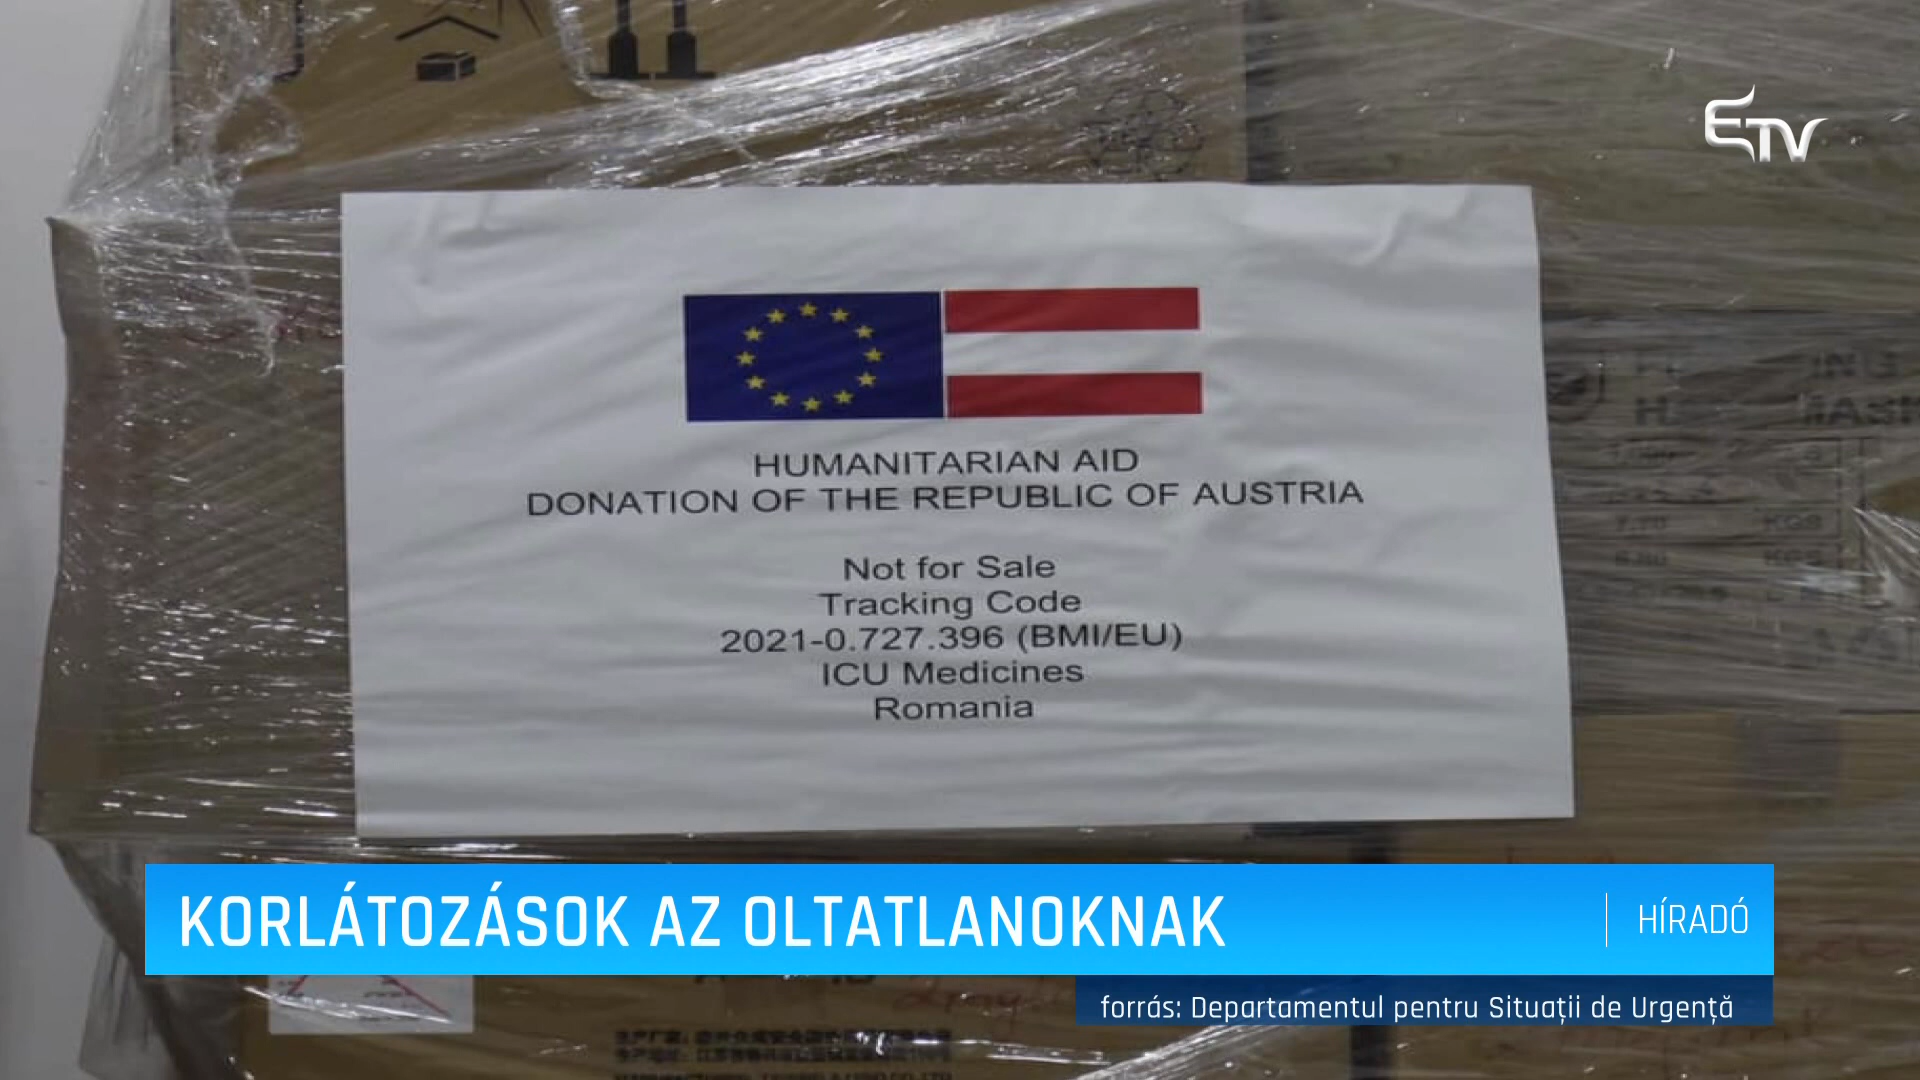 ETV
HUMANITARIAN AID
DONATION OF THE REPUBLIC OF AUSTRIA
Not for Sale
Tracking Code
2021-0.727.396 (BMI/EU)
ICU Medicines
Romania
KORLÁTOZÁSOK AZ OLTATLANOKNAK
HÍRADÓ
forrás: Departamentul pentru Situații de Urgență